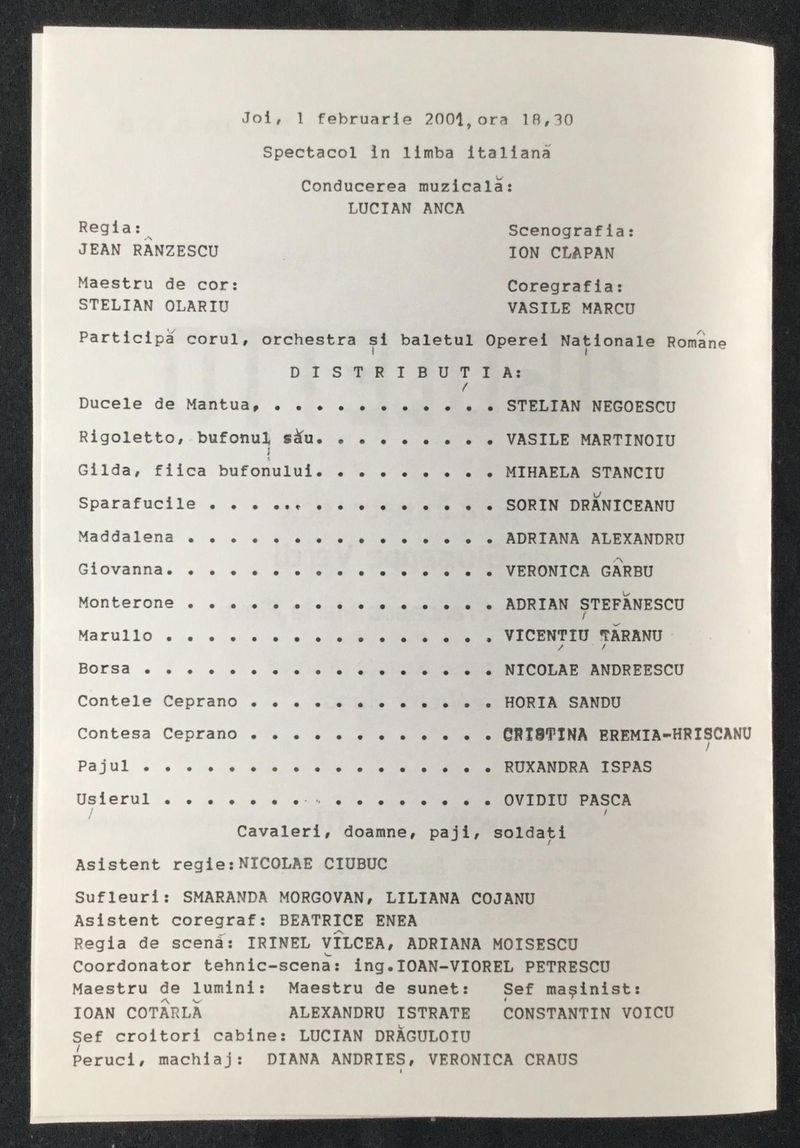 Joi, 1 februarie 2001,ora 18,30
Spectacol în limba italiană
Conducerea muzicală:
LUCIAN ANCA
Regia:
JEAN RÂNZESCU
Scenografia:
ION CLAPAN
Maestru de cor:
STELIAN OLARIU
Coregrafia:
VASILE MARCU
Participă corul, orchestra și baletul Operei Naționale Române
D I S T R I B U Ț I A:
Ducele de Mantua, . . . . . . . . . . . STELIAN NEGOESCU
Rigoletto, bufonul său. . . . . . . . . VASILE MARTINOIU
Gilda, fiica bufonului. . . . . . . . . MIHAELA STANCIU
Sparafucile . . . . . . . . . . . . . . SORIN DRĂNICEANU
Maddalena . . . . . . . . . . . . . . . ADRIANA ALEXANDRU
Giovanna. . . . . . . . . . . . . . . . VERONICA GÂRBU
Monterone . . . . . . . . . . . . . . . ADRIAN ȘTEFĂNESCU
Marullo . . . . . . . . . . . . . . . . VICENȚIU ȚĂRANU
Borsa . . . . . . . . . . . . . . . . . NICOLAE ANDREESCU
Contele Ceprano . . . . . . . . . . . . HORIA SANDU
Contesa Ceprano . . . . . . . . . . . . CRISTINA EREMIA-HRIȘCANU
Pajul . . . . . . . . . . . . . . . . . RUXANDRA ISPAS
Ușierul . . . . . . . . . . . . . . . . OVIDIU PAȘCA
Cavaleri, doamne, paji, soldați
Asistent regie:NICOLAE CIUBUC
Sufleuri: SMARANDA MORGOVAN, LILIANA COJANU
Asistent coregraf: BEATRICE ENEA
Regia de scenă: IRINEL VÎLCEA, ADRIANA MOISESCU
Coordonator tehnic-scenă: ing.IOAN-VIOREL PETRESCU
Maestru de lumini: Maestru de sunet: Șef mașinist:
IOAN COTÂRLĂ ALEXANDRU ISTRATE CONSTANTIN VOICU
Șef croitori cabine: LUCIAN DRĂGULOIU
Peruci, machiaj: DIANA ANDRIEȘ, VERONICA CRAUS